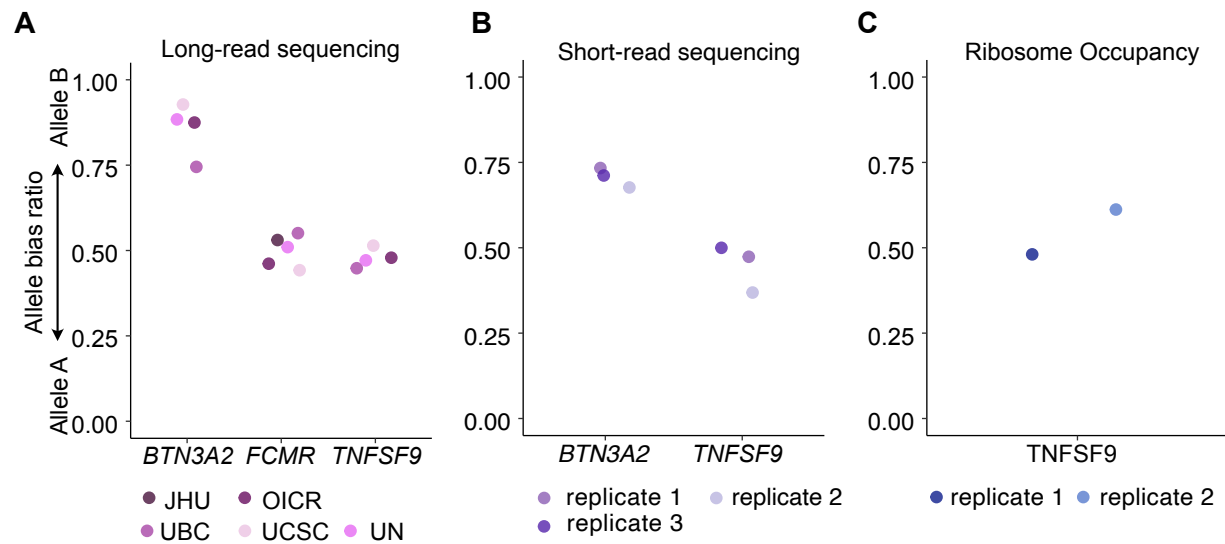 A
Long-read sequencing
Allele B
Allele bias ratio
Allele A
1.00
0.75
0.50
0.25
0.00
BTN3A2 FCMR TNFSF9
JHU OICR
UBC UCSC UN
B
Short-read sequencing
1.00
0.75
0.50
0.25
0.00
BTN3A2 TNFSF9
replicate 1 replicate 2
replicate 3
C
Ribosome Occupancy
1.00
0.75
0.50
0.25
0.00
TNFSF9
replicate 1 replicate 2